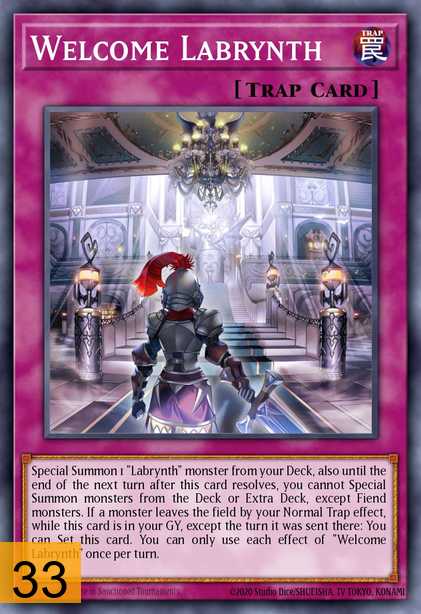 Welcome Labrynth
TRAP
罠
[Trap Card]
Special Summon 1 "Labrynth" monster from your Deck, also until the
end of the next turn after this card resolves, you cannot Special
Summon monsters from the Deck or Extra Deck, except Fiend
monsters. If a monster leaves the field by your Normal Trap effect,
while this card is in your GY, except the turn it was sent there: You
can Set this card. You can only use each effect of "Welcome
Labrynth" once per turn.
33
in Sanctioned Tournaments
©2020 Studio Dice/SHUEISHA, TV TOKYO, KONAMI